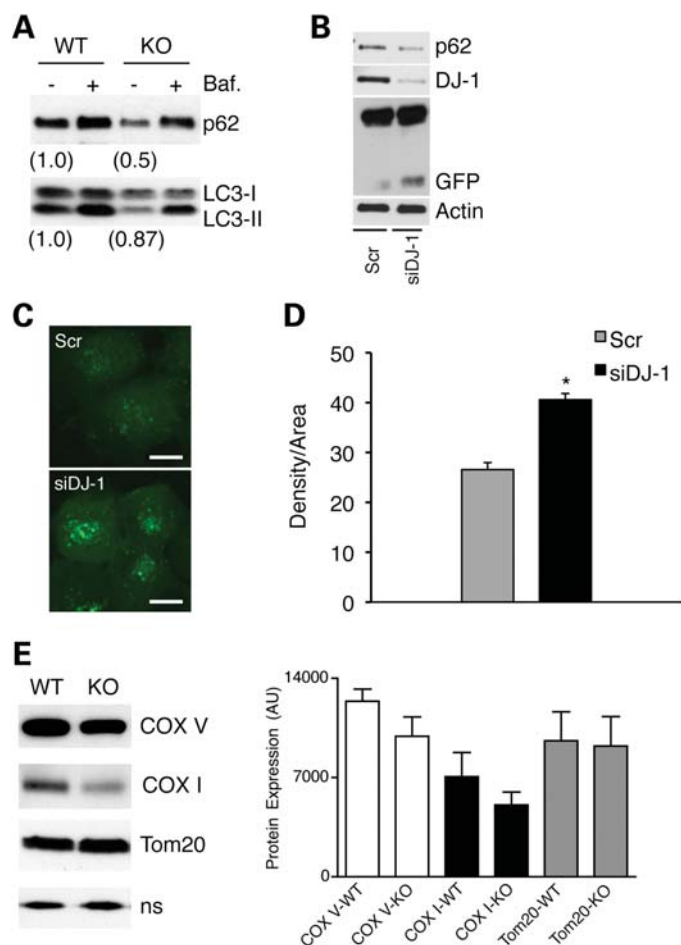 A
WT KO
- + - + Baf.
p62
(1.0) (0.5)
LC3-I
LC3-II
(1.0) (0.87)
B
p62
DJ-1
GFP
Actin
Scr siDJ-1
C
Scr
siDJ-1
D
Scr
siDJ-1
*
Density/Area
50
40
30
20
10
0
E
WT KO
COX V
COX I
Tom20
ns
Protein Expression (AU)
14000
7000
0
COX V-WT COX V-KO COX I-WT COX I-KO Tom20-WT Tom20-KO